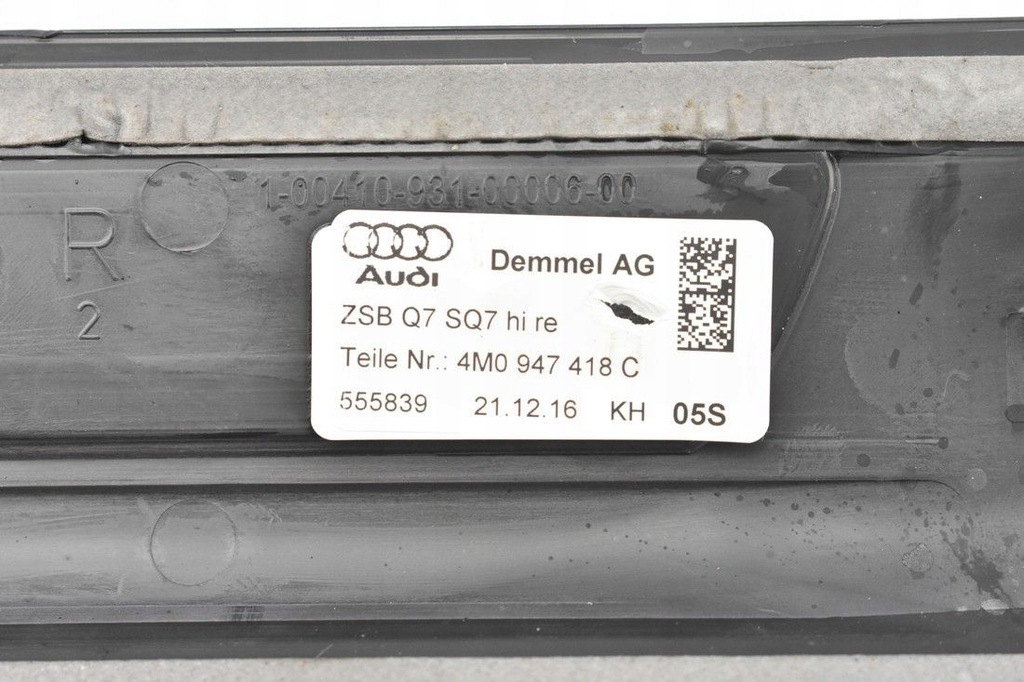 1-00410-931-00006-00
R
2
Audi
Demmel AG
ZSB Q7 SQ7 hi re
Teile Nr.: 4M0 947 418 C
555839 21.12.16 KH 05S